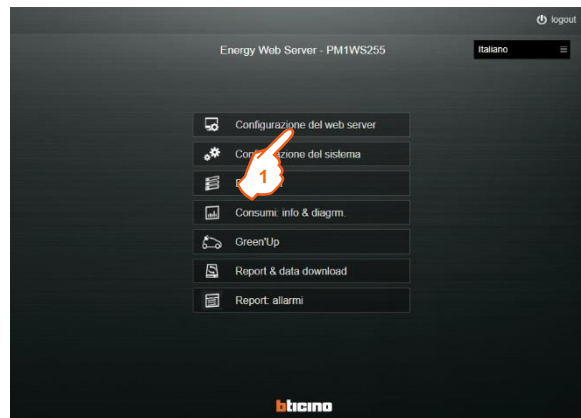 logout
Energy Web Server - PM1WS255
Italiano
Configurazione del web server
del sistema
1
Consumi: info & diagrm.
Green'Up
Report & data download
Report: allarmi
bticino